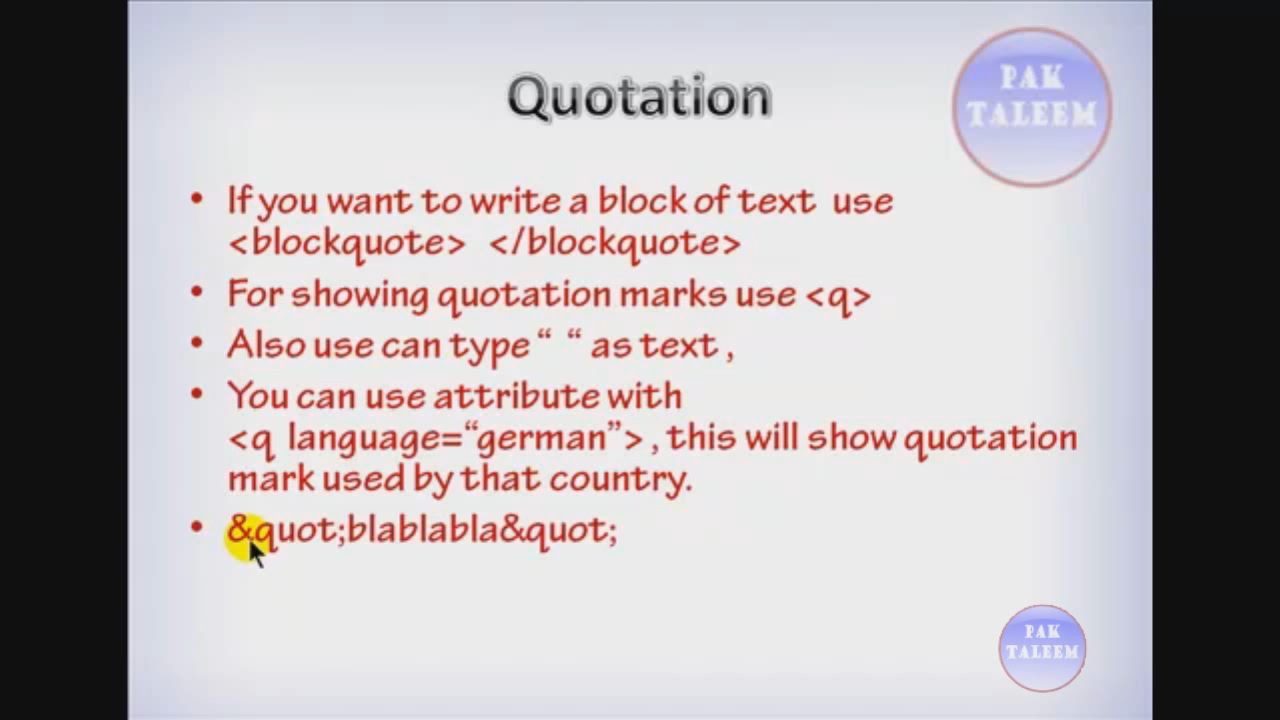 Quotation
PAK
TALEEM
• If you want to write a block of text use
<blockquote> </blockquote>
• For showing quotation marks use <q>
• Also use can type “ “ as text ,
• You can use attribute with
<q language=“german”> , this will show quotation
mark used by that country.
• &quot;blablabla&quot;
PAK
TALEEM